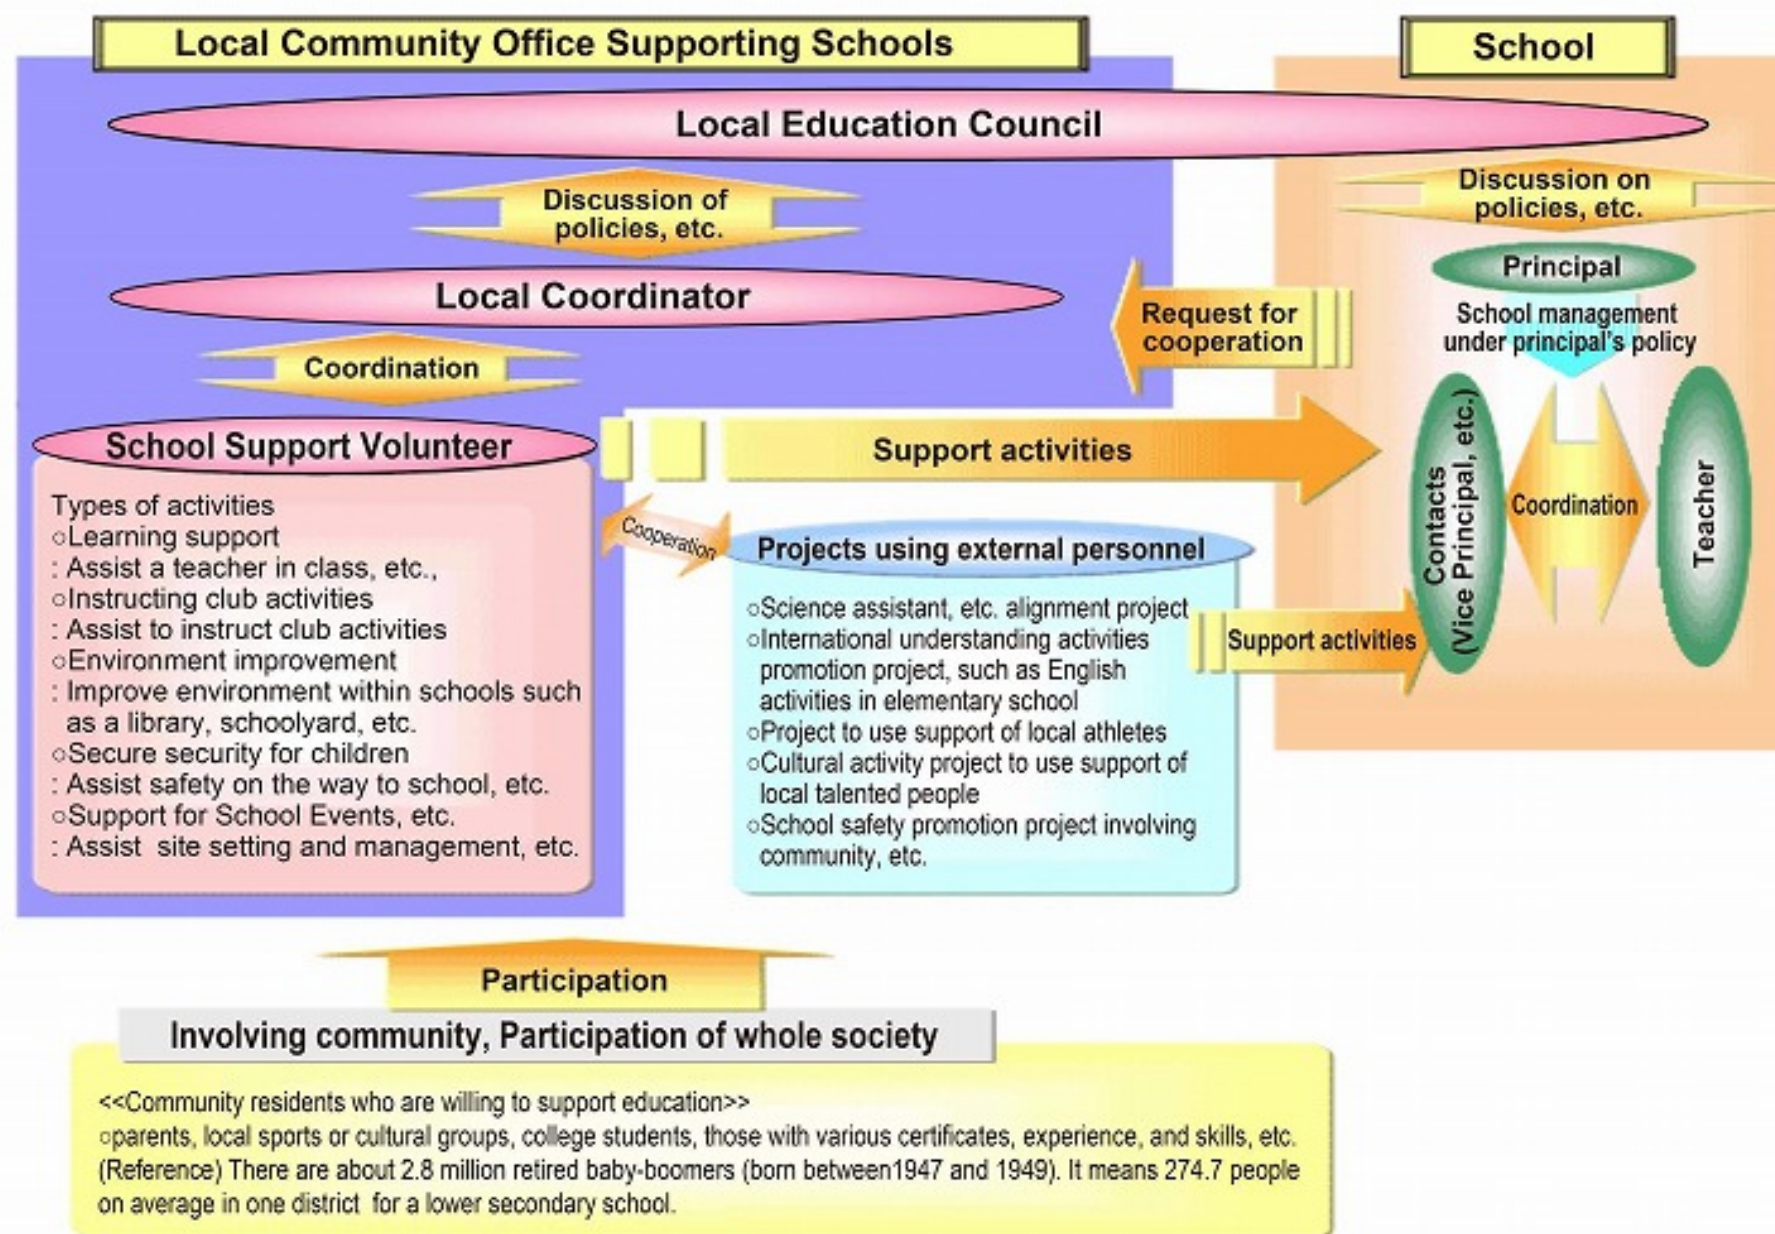 Local Community Office Supporting Schools
School
Local Education Council
Discussion of
policies, etc.
Discussion on
policies, etc.
Local Coordinator
Principal
Request for
cooperation
School management
under principal's policy
Coordination
School Support Volunteer
Support activities
Contacts
(Vice Principal, etc.)
Coordination
Teacher
Types of activities
○Learning support
: Assist a teacher in class, etc.,
○Instructing club activities
: Assist to instruct club activities
○Environment improvement
: Improve environment within schools such
as a library, schoolyard, etc.
○Secure security for children
: Assist safety on the way to school, etc.
○Support for School Events, etc.
: Assist  site setting and management, etc.
Cooperation
Projects using external personnel
○Science assistant, etc. alignment project
○International understanding activities
promotion project, such as English
activities in elementary school
○Project to use support of local athletes
○Cultural activity project to use support of
local talented people
○School safety promotion project involving
community, etc.
Support activities
Participation
Involving community, Participation of whole society
<<Community residents who are willing to support education>>
○parents, local sports or cultural groups, college students, those with various certificates, experience, and skills, etc.
(Reference) There are about 2.8 million retired baby-boomers (born between1947 and 1949). It means 274.7 people
on average in one district  for a lower secondary school.